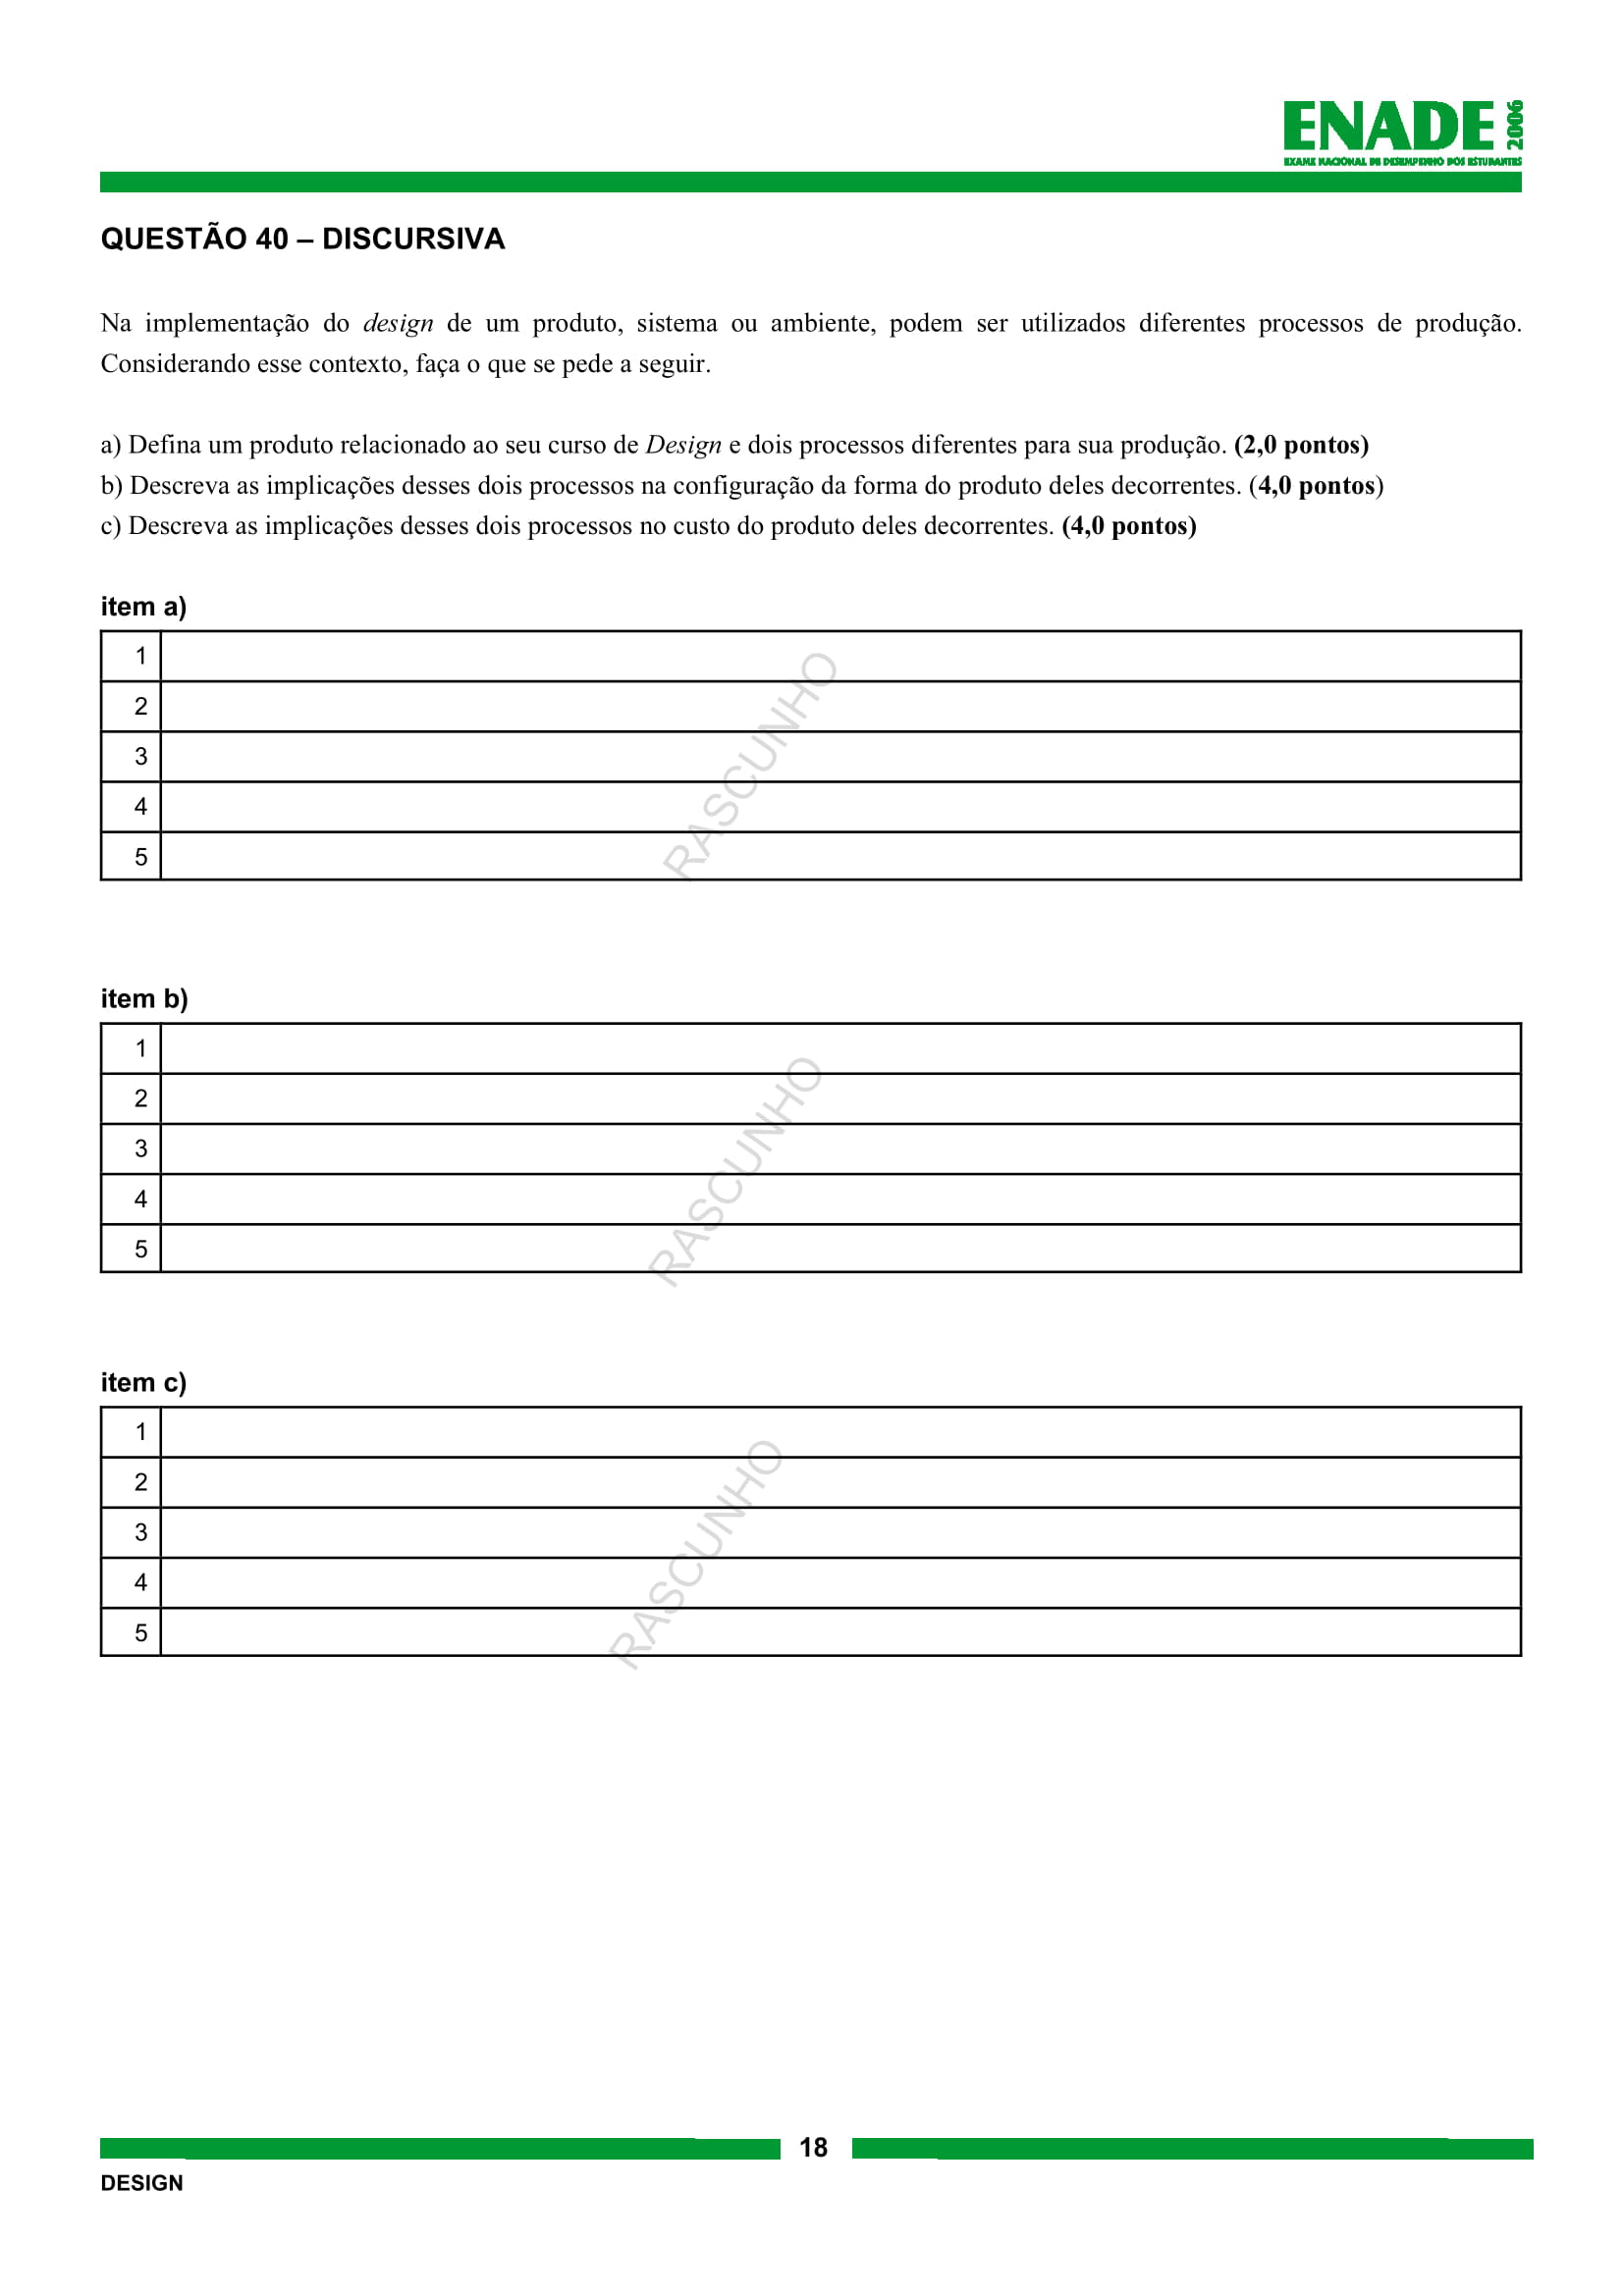 ENADE 2006
EXAME NACIONAL DE DESEMPENHO DOS ESTUDANTES
QUESTÃO 40 – DISCURSIVA
Na implementação do design de um produto, sistema ou ambiente, podem ser utilizados diferentes processos de produção.
Considerando esse contexto, faça o que se pede a seguir.
a) Defina um produto relacionado ao seu curso de Design e dois processos diferentes para sua produção. (2,0 pontos)
b) Descreva as implicações desses dois processos na configuração da forma do produto deles decorrentes. (4,0 pontos)
c) Descreva as implicações desses dois processos no custo do produto deles decorrentes. (4,0 pontos)
item a)
1
2
3
4
5
RASCUNHO
item b)
1
2
3
4
5
RASCUNHO
item c)
1
2
3
4
5
RASCUNHO
18
DESIGN